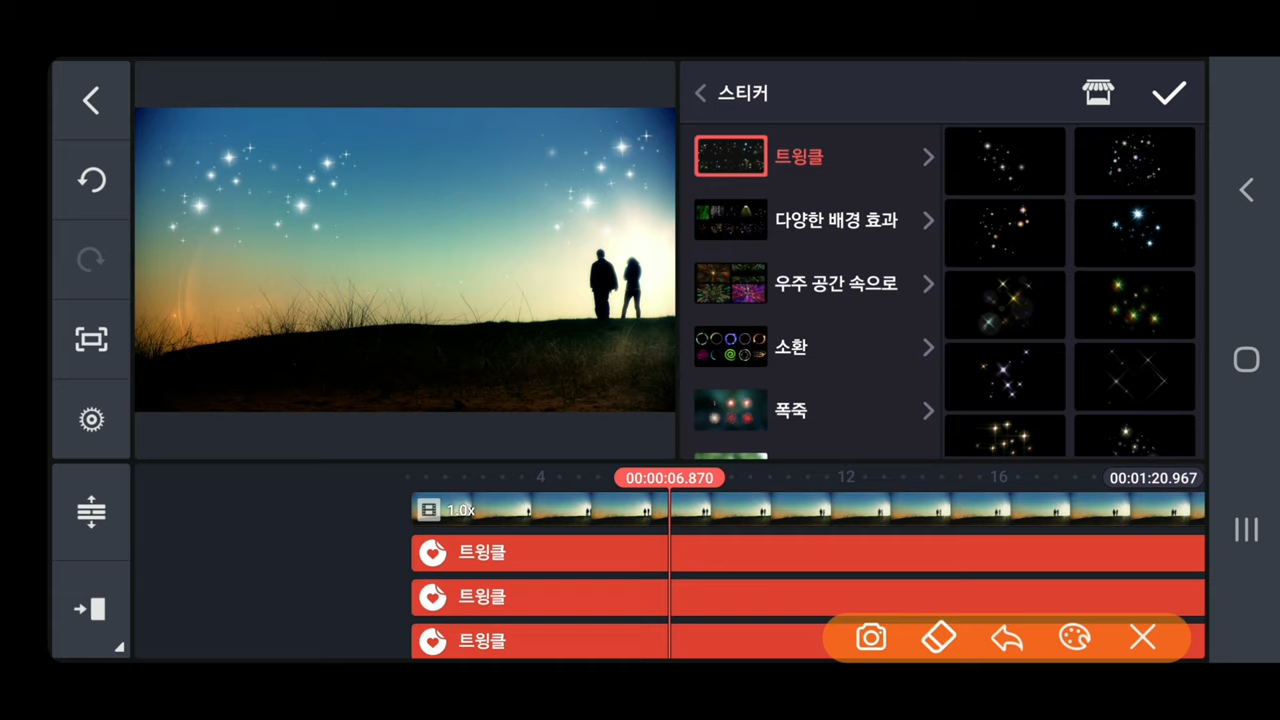 스티커
트윙클
다양한 배경 효과
우주 공간 속으로
소환
폭죽
4
00:00:06.870
12
16
00:01:20.967
1.0x
트윙클
트윙클
트윙클